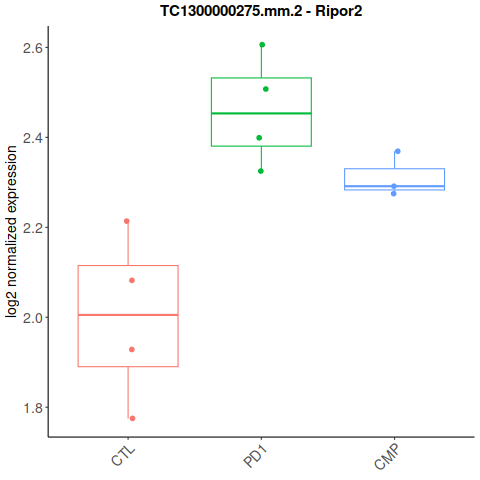 TC1300000275.mm.2 - Ripor2
log2 normalized expression
2.6
2.4
2.2
2.0
1.8
CTL
PD1
CMP